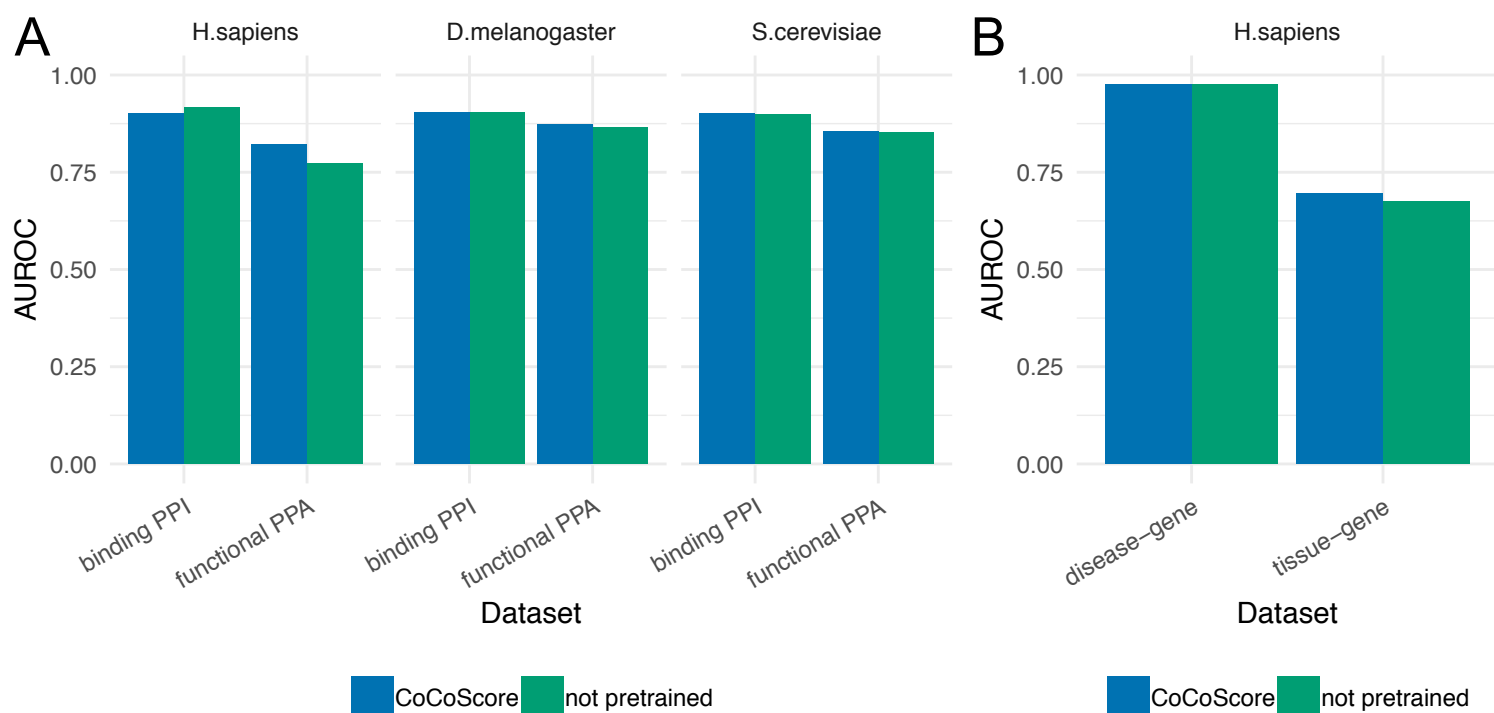 A
H.sapiens
D.melanogaster
S.cerevisiae
1.00
0.75
0.50
0.25
0.00
AUROC
binding PPI
functional PPA
binding PPI
functional PPA
binding PPI
functional PPA
Dataset
CoCoScore
not pretrained
B
H.sapiens
1.00
0.75
0.50
0.25
0.00
AUROC
disease−gene
tissue−gene
Dataset
CoCoScore
not pretrained